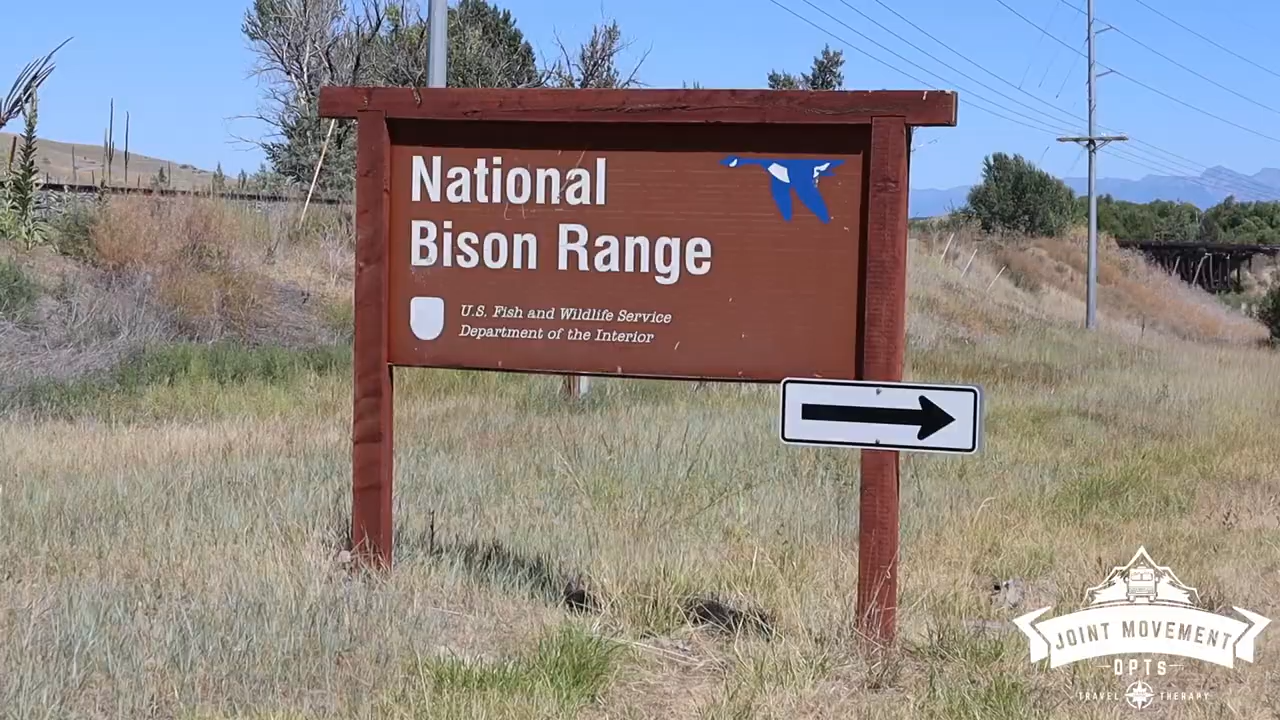 National
Bison Range
U.S. Fish and Wildlife Service
Department of the Interior
JOINT MOVEMENT
OPTS
TRAVEL THERAPY